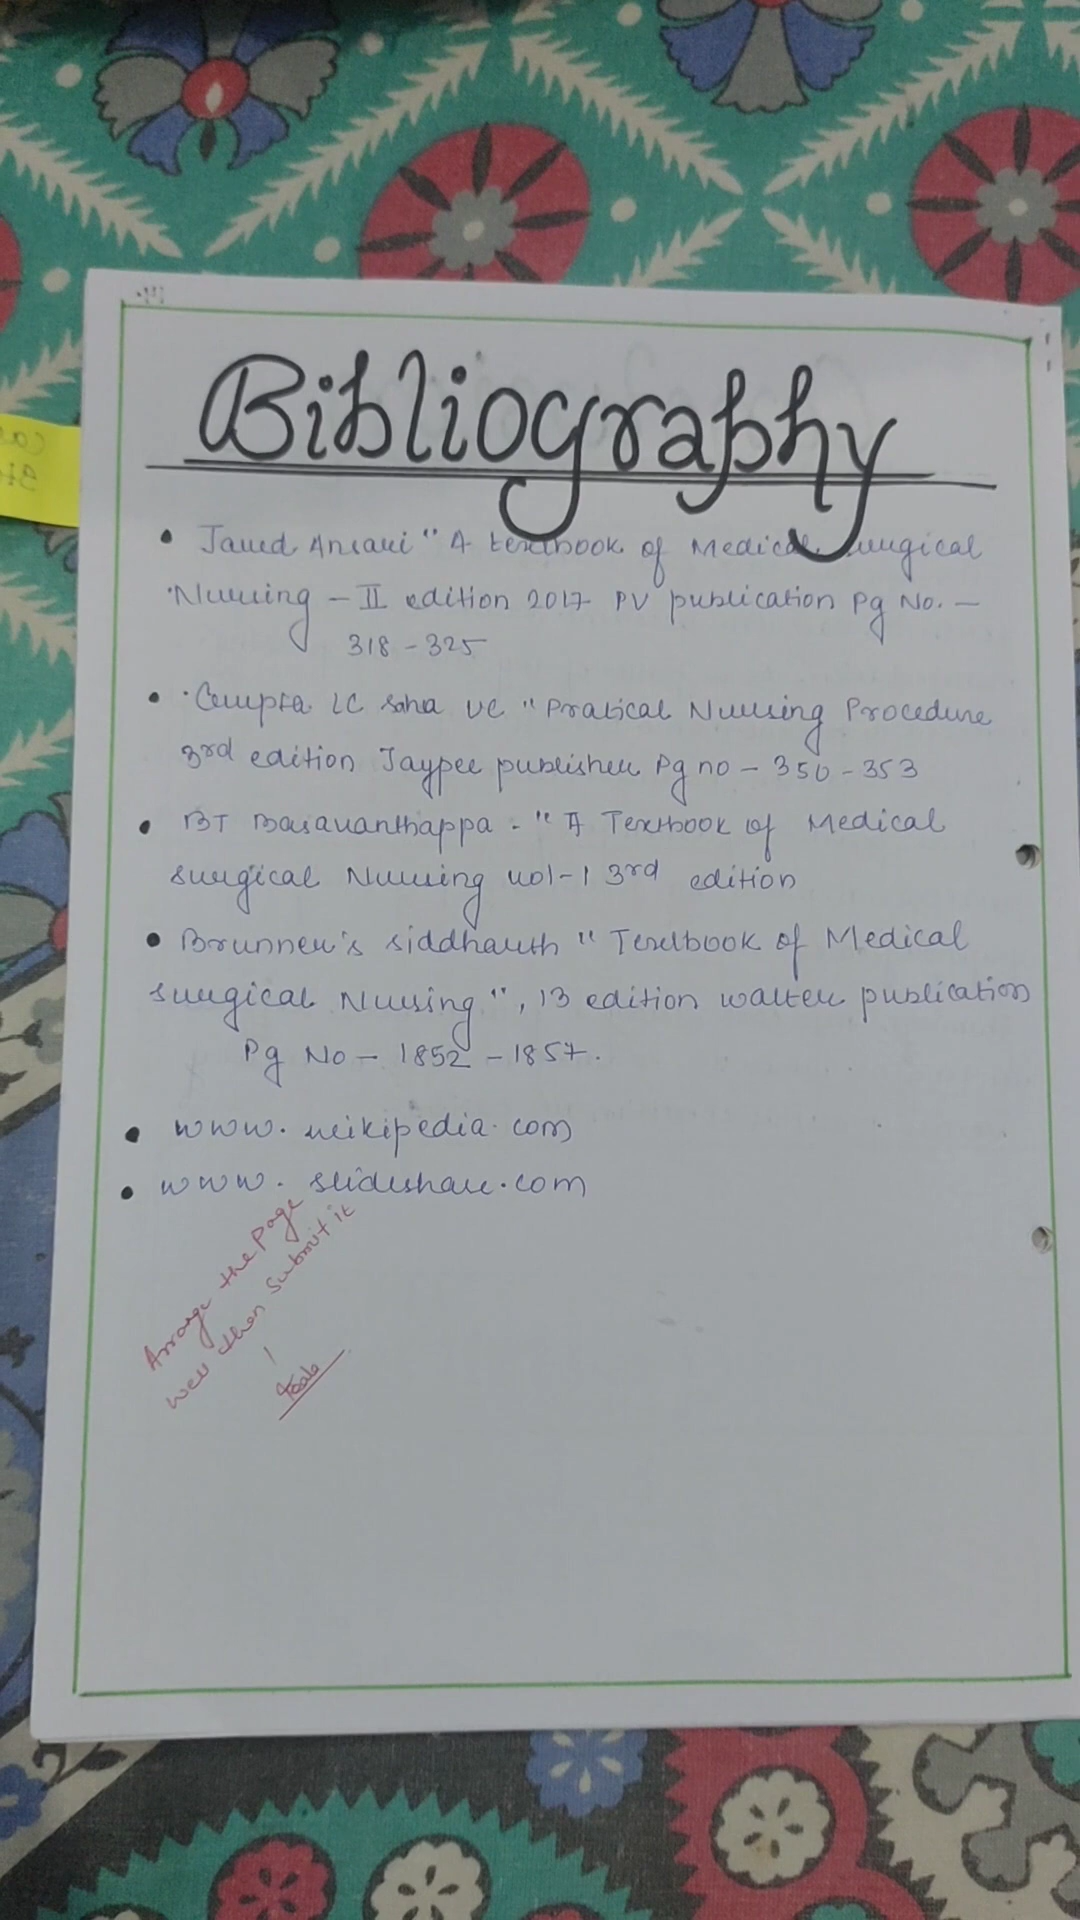 Bibliography
• Javed Ansari "A textbook of Medical surgical
Nursing - II edition 2017 PV publication Pg No. -
318 - 325
• Gumpta LC saha VC "Pratical Nursing Procedure
3rd edition Jaypee publisher Pg no - 350 - 353
• BT Basavanthappa - "A Textbook of Medical
surgical Nursing vol-1 3rd edition
• Brunner's siddharth "Textbook of Medical
surgical Nursing", 13 edition walter publication
Pg No - 1852 - 1857.
• www.wikipedia.com
• www.slideshare.com
Arrange the Page
well then submit it